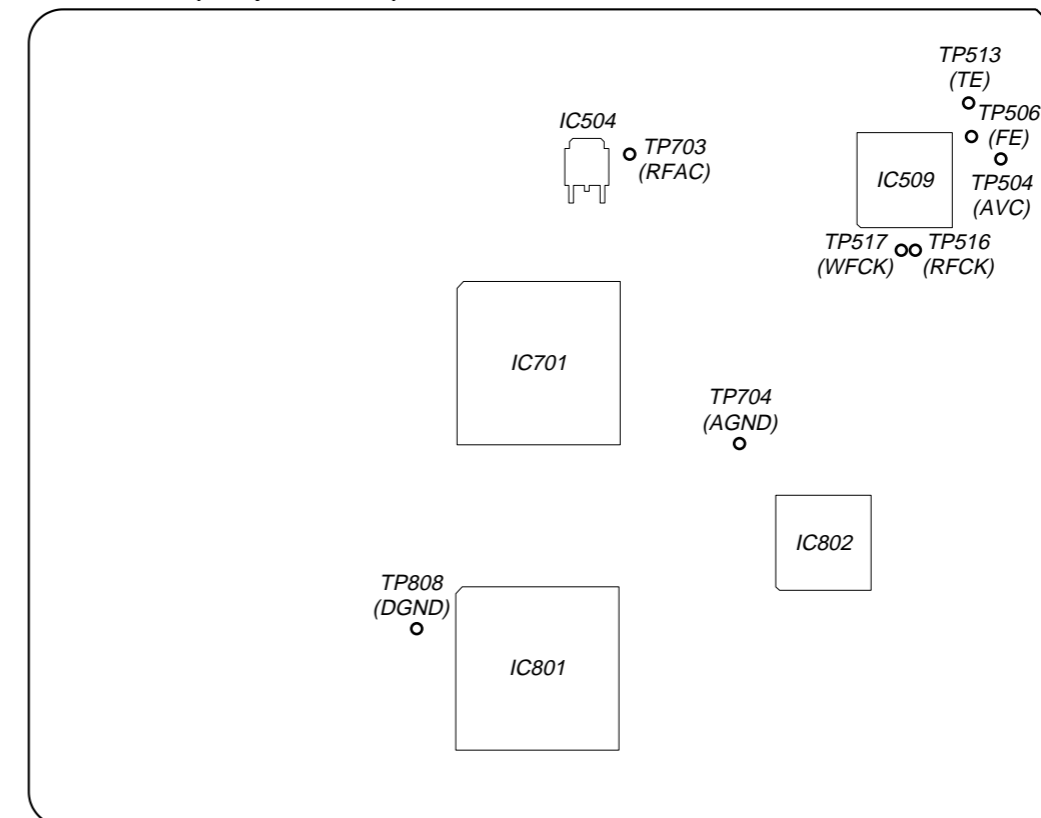 TP513
(TE)
TP506
(FE)
IC504
TP703
(RFAC)
IC509
TP504
(AVC)
TP517
(WFCK)
TP516
(RFCK)
IC701
TP704
(AGND)
IC802
TP808
(DGND)
IC801